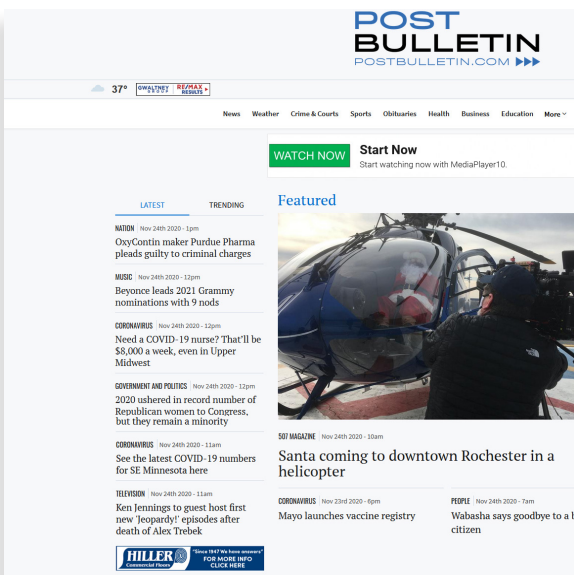 POST
BULLETIN
POSTBULLETIN.COM
37°
GWALTNEY GROUP RE/MAX RESULTS
News Weather Crime & Courts Sports Obituaries Health Business Education More
WATCH NOW
Start Now
Start watching now with MediaPlayer10.
LATEST TRENDING
NATION Nov 24th 2020 - 1pm
OxyContin maker Purdue Pharma
pleads guilty to criminal charges
MUSIC Nov 24th 2020 - 12pm
Beyonce leads 2021 Grammy
nominations with 9 nods
CORONAVIRUS Nov 24th 2020 - 12pm
Need a COVID-19 nurse? That'll be
$8,000 a week, even in Upper
Midwest
GOVERNMENT AND POLITICS Nov 24th 2020 - 12pm
2020 ushered in record number of
Republican women to Congress,
but they remain a minority
CORONAVIRUS Nov 24th 2020 - 11am
See the latest COVID-19 numbers
for SE Minnesota here
TELEVISION Nov 24th 2020 - 11am
Ken Jennings to guest host first
new 'Jeopardy!' episodes after
death of Alex Trebek
HILLER
Commercial Floors
"Since 1947 We have answers"
FOR MORE INFO
CLICK HERE
Featured
507 MAGAZINE Nov 24th 2020 - 10am
Santa coming to downtown Rochester in a
helicopter
CORONAVIRUS Nov 23rd 2020 - 6pm
Mayo launches vaccine registry
PEOPLE Nov 24th 2020 - 7am
Wabasha says goodbye to a
citizen